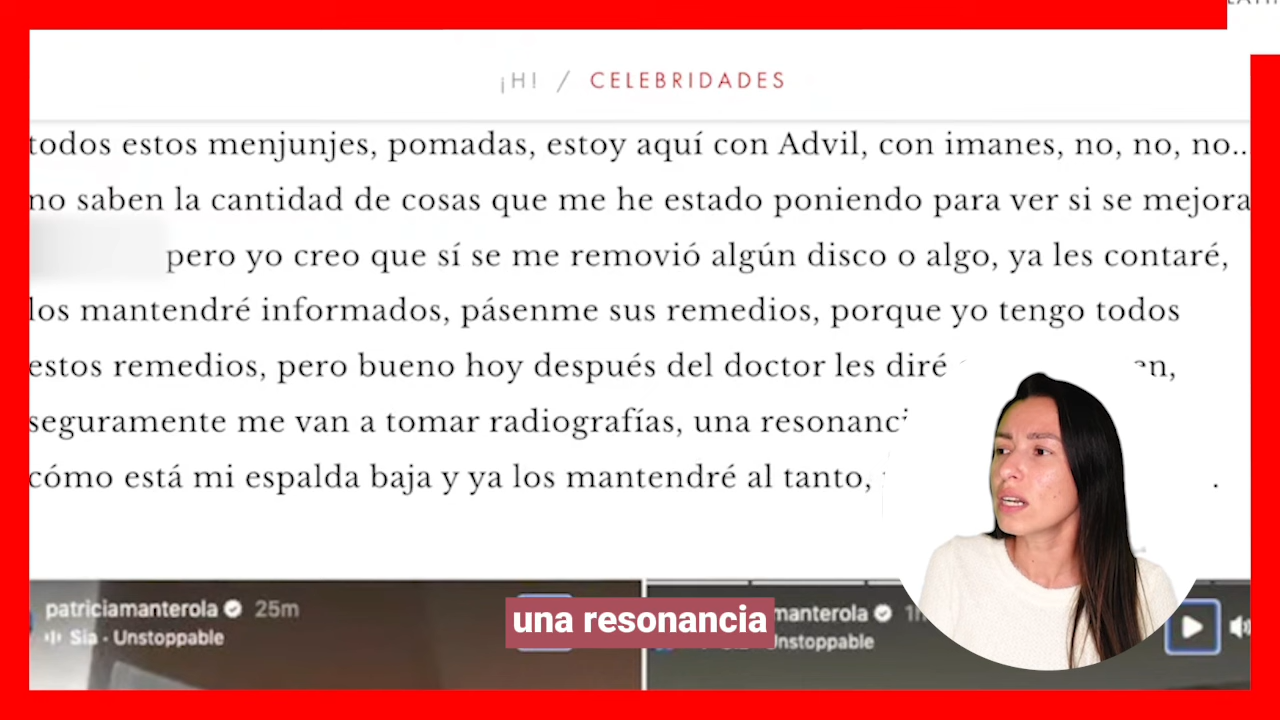 ¡H! / CELEBRIDADES
todos estos menjunjes, pomadas, estoy aquí con Advil, con imanes, no, no, no..
no saben la cantidad de cosas que me he estado poniendo para ver si se mejora
pero yo creo que sí se me removió algún disco o algo, ya les contaré,
los mantendré informados, pásenme sus remedios, porque yo tengo todos
estos remedios, pero bueno hoy después del doctor les diré en,
seguramente me van a tomar radiografías, una resonanci
cómo está mi espalda baja y ya los mantendré al tanto, .
patriciamanterola 25m
Sia · Unstoppable
manterola
Unstoppable
una resonancia